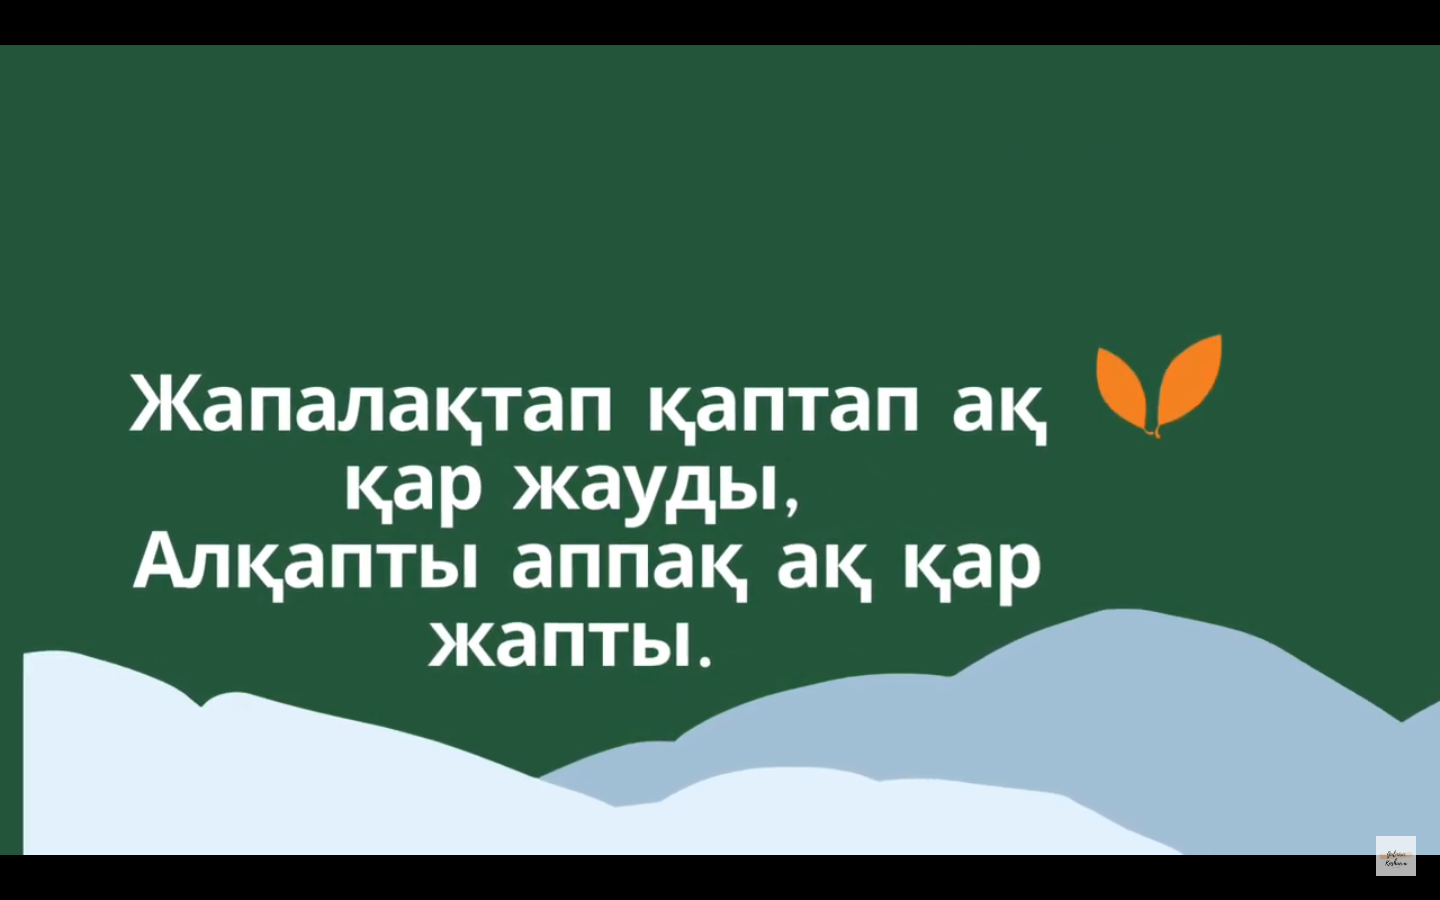 Жапалақтап қаптап ақ
қар жауды,
Алқапты аппақ ақ қар
жапты.